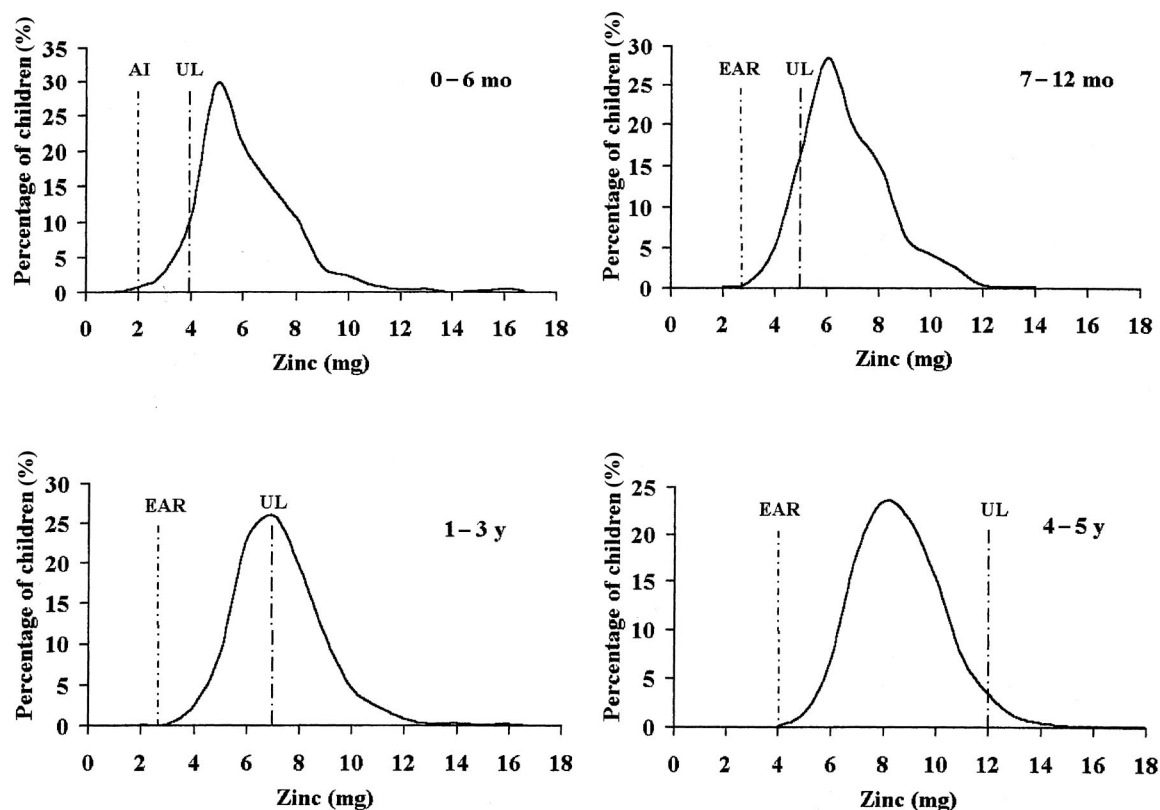 Percentage of children (%)
35
30
25
20
15
10
5
0
AI UL
0 – 6 mo
0 2 4 6 8 10 12 14 16 18
Zinc (mg)
Percentage of children (%)
30
25
20
15
10
5
0
EAR UL
7 – 12 mo
0 2 4 6 8 10 12 14 16 18
Zinc (mg)
Percentage of children (%)
30
25
20
15
10
5
0
EAR UL
1 – 3 y
0 2 4 6 8 10 12 14 16 18
Zinc (mg)
Percentage of children (%)
25
20
15
10
5
0
EAR UL
4 – 5 y
0 2 4 6 8 10 12 14 16 18
Zinc (mg)